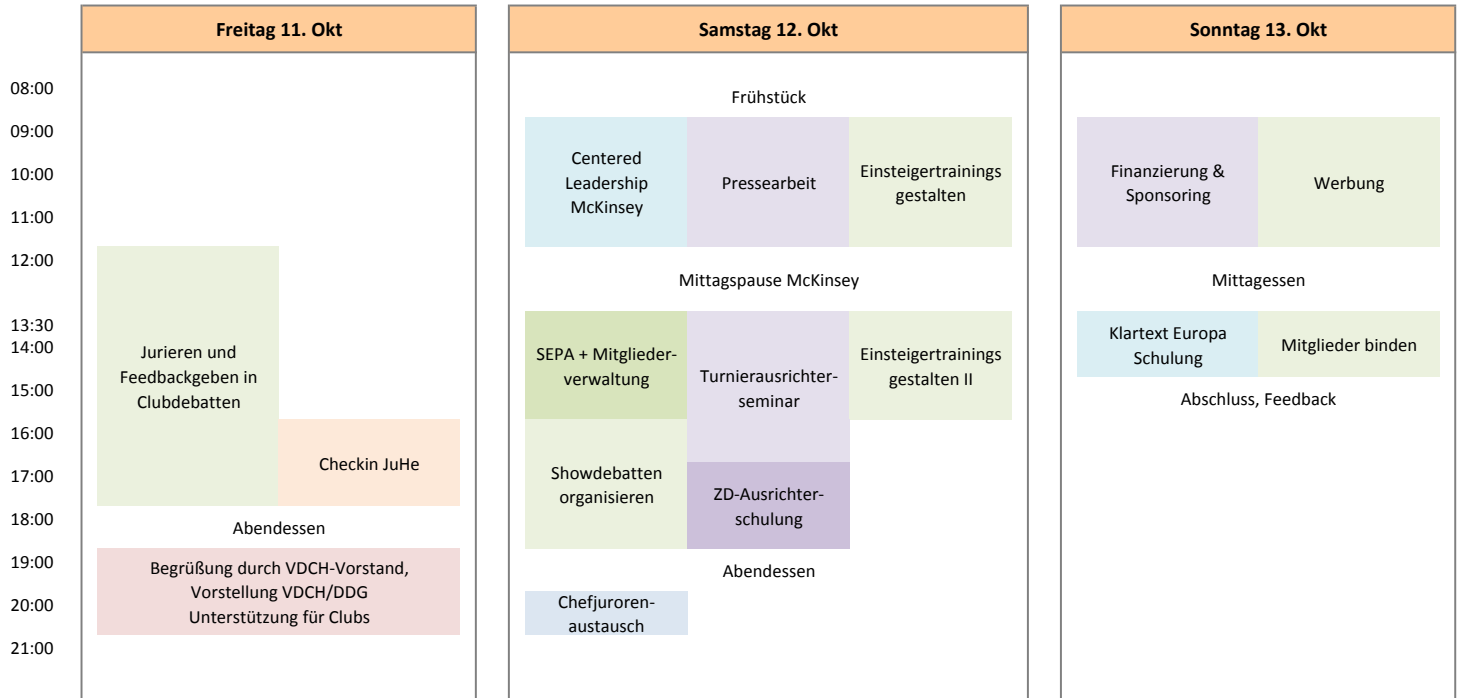 Freitag 11. Okt
Samstag 12. Okt
Sonntag 13. Okt
08:00
09:00
10:00
11:00
12:00
13:30
14:00
15:00
16:00
17:00
18:00
19:00
20:00
21:00
Jurieren und
Feedbackgeben in
Clubdebatten
Checkin JuHe
Abendessen
Begrüßung durch VDCH-Vorstand,
Vorstellung VDCH/DDG
Unterstützung für Clubs
Frühstück
Centered
Leadership
McKinsey
Pressearbeit
Einsteigertrainings
gestalten
Mittagspause McKinsey
SEPA + Mitglieder-
verwaltung
Turnierausrichter-
seminar
Einsteigertrainings
gestalten II
Showdebatten
organisieren
ZD-Ausrichter-
schulung
Abendessen
Chefjuroren-
austausch
Finanzierung &
Sponsoring
Werbung
Mittagessen
Klartext Europa
Schulung
Mitglieder binden
Abschluss, Feedback